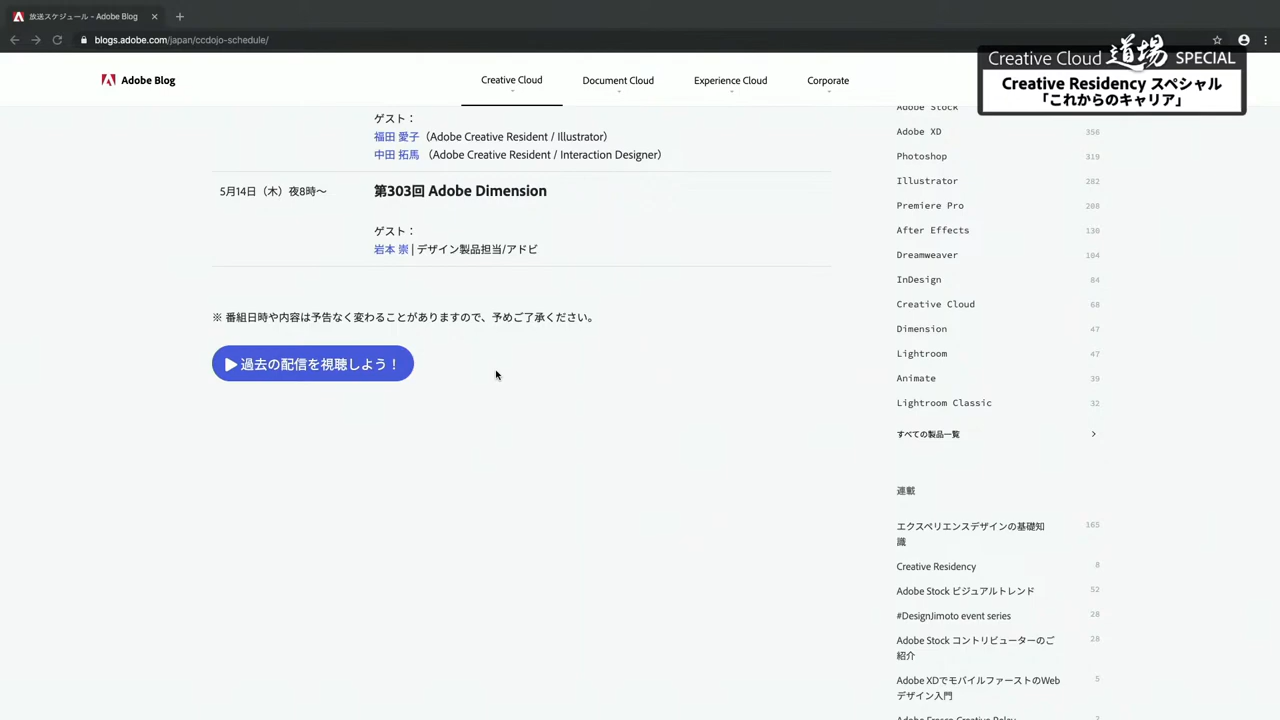 放送スケジュール – Adobe Blog
blogs.adobe.com/japan/ccdojo-schedule/
Creative Cloud 道場 SPECIAL
Creative Residency スペシャル
「これからのキャリア」
Adobe Blog
Creative Cloud
Document Cloud
Experience Cloud
Corporate
ゲスト：
福田 愛子（Adobe Creative Resident / Illustrator）
中田 拓馬 （Adobe Creative Resident / Interaction Designer）
5月14日（木）夜8時〜
第303回 Adobe Dimension
ゲスト：
岩本 崇 | デザイン製品担当/アドビ
※ 番組日時や内容は予告なく変わることがありますので、予めご了承ください。
▶ 過去の配信を視聴しよう！
Adobe Stock
Adobe XD 356
Photoshop 319
Illustrator 282
Premiere Pro 208
After Effects 130
Dreamweaver 104
InDesign 84
Creative Cloud 68
Dimension 47
Lightroom 47
Animate 39
Lightroom Classic 32
すべての製品一覧
連載
エクスペリエンスデザインの基礎知 165
識
Creative Residency 8
Adobe Stock ビジュアルトレンド 52
#DesignJimoto event series 28
Adobe Stock コントリビューターのご 28
紹介
Adobe XDでモバイルファーストのWeb 5
デザイン入門
Adobe Fresco Creative Relay